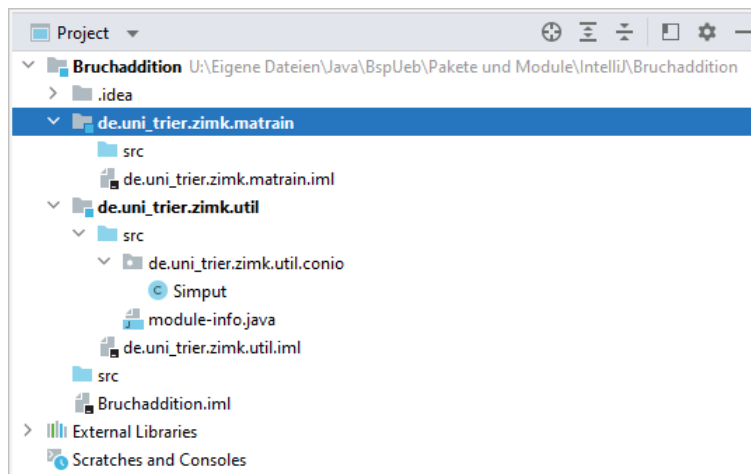 Project
Bruchaddition U:\Eigene Dateien\Java\BspUeb\Pakete und Module\IntelliJ\Bruchaddition
.idea
de.uni_trier.zimk.matrain
src
de.uni_trier.zimk.matrain.iml
de.uni_trier.zimk.util
src
de.uni_trier.zimk.util.conio
C Simput
module-info.java
de.uni_trier.zimk.util.iml
src
Bruchaddition.iml
External Libraries
Scratches and Consoles